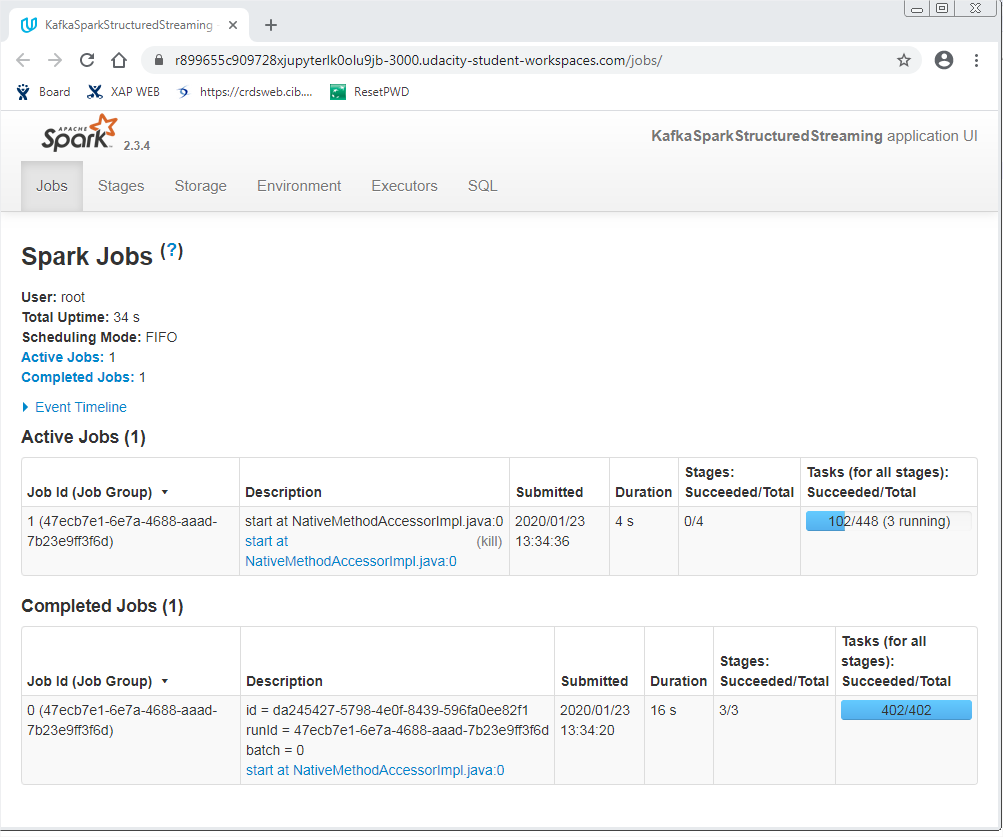 KafkaSparkStructuredStreaming
r899655c909728xjupyterlk0olu9jb-3000.udacity-student-workspaces.com/jobs/
Board XAP WEB https://crdsweb.cib.... ResetPWD
APACHE Spark 2.3.4
KafkaSparkStructuredStreaming application UI
Jobs Stages Storage Environment Executors SQL
Spark Jobs (?)
User: root
Total Uptime: 34 s
Scheduling Mode: FIFO
Active Jobs: 1
Completed Jobs: 1
Event Timeline
Active Jobs (1)
Stages: Tasks (for all stages):
Job Id (Job Group) Description Submitted Duration Succeeded/Total Succeeded/Total
1 (47ecb7e1-6e7a-4688-aaad- start at NativeMethodAccessorImpl.java:0 2020/01/23 4 s 0/4 102/448 (3 running)
7b23e9ff3f6d) start at (kill) 13:34:36
NativeMethodAccessorImpl.java:0
Completed Jobs (1)
Tasks (for all
Stages: stages):
Job Id (Job Group) Description Submitted Duration Succeeded/Total Succeeded/Total
0 (47ecb7e1-6e7a-4688-aaad- id = da245427-5798-4e0f-8439-596fa0ee82f1 2020/01/23 16 s 3/3 402/402
7b23e9ff3f6d) runId = 47ecb7e1-6e7a-4688-aaad-7b23e9ff3f6d 13:34:20
batch = 0
start at NativeMethodAccessorImpl.java:0